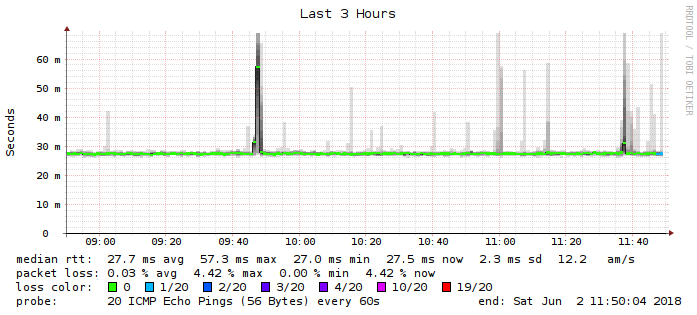 Last 3 Hours
RRDTOOL / TOBI OETIKER
Seconds
60 m
50 m
40 m
30 m
20 m
10 m
0
09:00 09:20 09:40 10:00 10:20 10:40 11:00 11:20 11:40
median rtt: 27.7 ms avg 57.3 ms max 27.0 ms min 27.5 ms now 2.3 ms sd 12.2 am/s
packet loss: 0.03 % avg 4.42 % max 0.00 % min 4.42 % now
loss color: 0 1/20 2/20 3/20 4/20 10/20 19/20
probe: 20 ICMP Echo Pings (56 Bytes) every 60s end: Sat Jun 2 11:50:04 2018